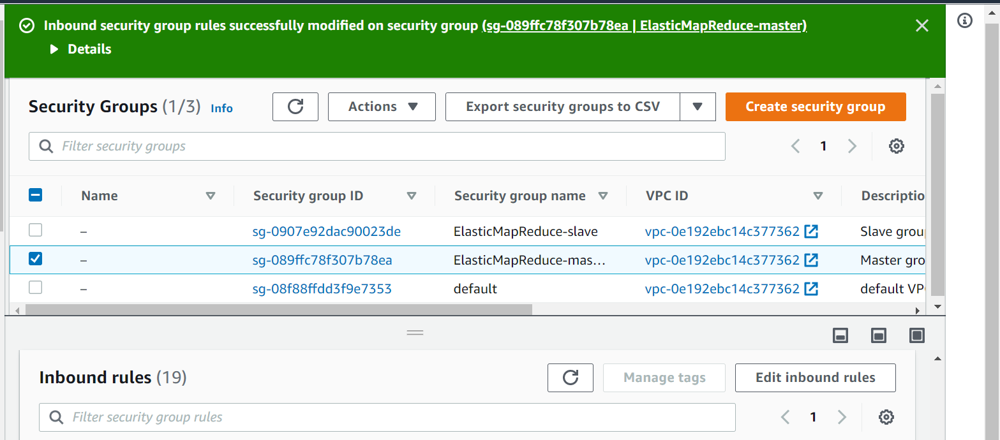 Inbound security group rules successfully modified on security group (sg-089ffc78f307b78ea | ElasticMapReduce-master)
Details
Security Groups (1/3) Info
Actions
Export security groups to CSV
Create security group
Filter security groups
1
Name Security group ID Security group name VPC ID Descriptio
– sg-0907e92dac90023de ElasticMapReduce-slave vpc-0e192ebc14c377362 Slave grou
– sg-089ffc78f307b78ea ElasticMapReduce-mas... vpc-0e192ebc14c377362 Master gro
– sg-08f88ffdd3f9e7353 default vpc-0e192ebc14c377362 default VP
Inbound rules (19)
Manage tags
Edit inbound rules
Filter security group rules
1